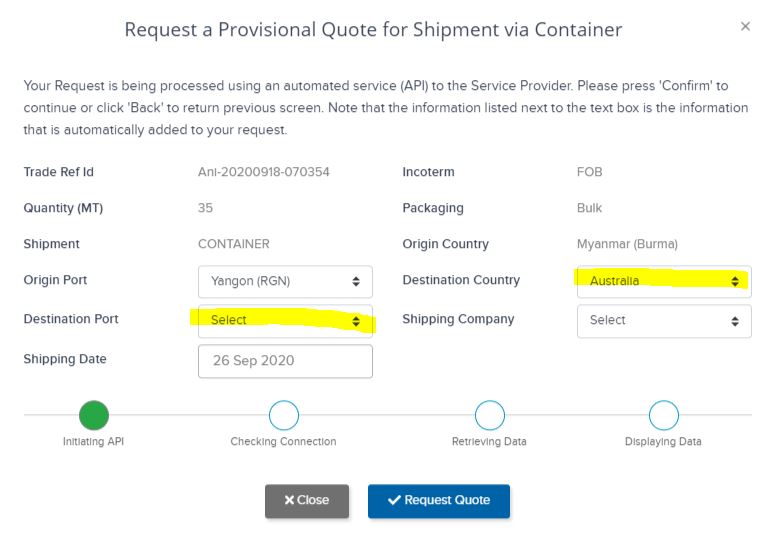 Request a Provisional Quote for Shipment via Container
×
Your Request is being processed using an automated service (API) to the Service Provider. Please press 'Confirm' to
continue or click 'Back' to return previous screen. Note that the information listed next to the text box is the information
that is automatically added to your request.
Trade Ref Id Ani-20200918-070354 Incoterm FOB
Quantity (MT) 35 Packaging Bulk
Shipment CONTAINER Origin Country Myanmar (Burma)
Origin Port Yangon (RGN) Destination Country Australia
Destination Port Select Shipping Company Select
Shipping Date 26 Sep 2020
Initiating API Checking Connection Retrieving Data Displaying Data
Close Request Quote